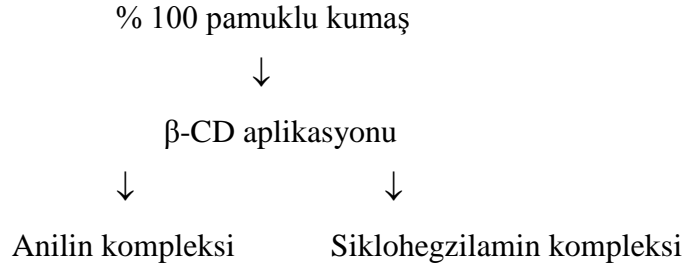 % 100 pamuklu kumaş
↓
β-CD aplikasyonu
↓ ↓
Anilin kompleksi Siklohegzilamin kompleksi